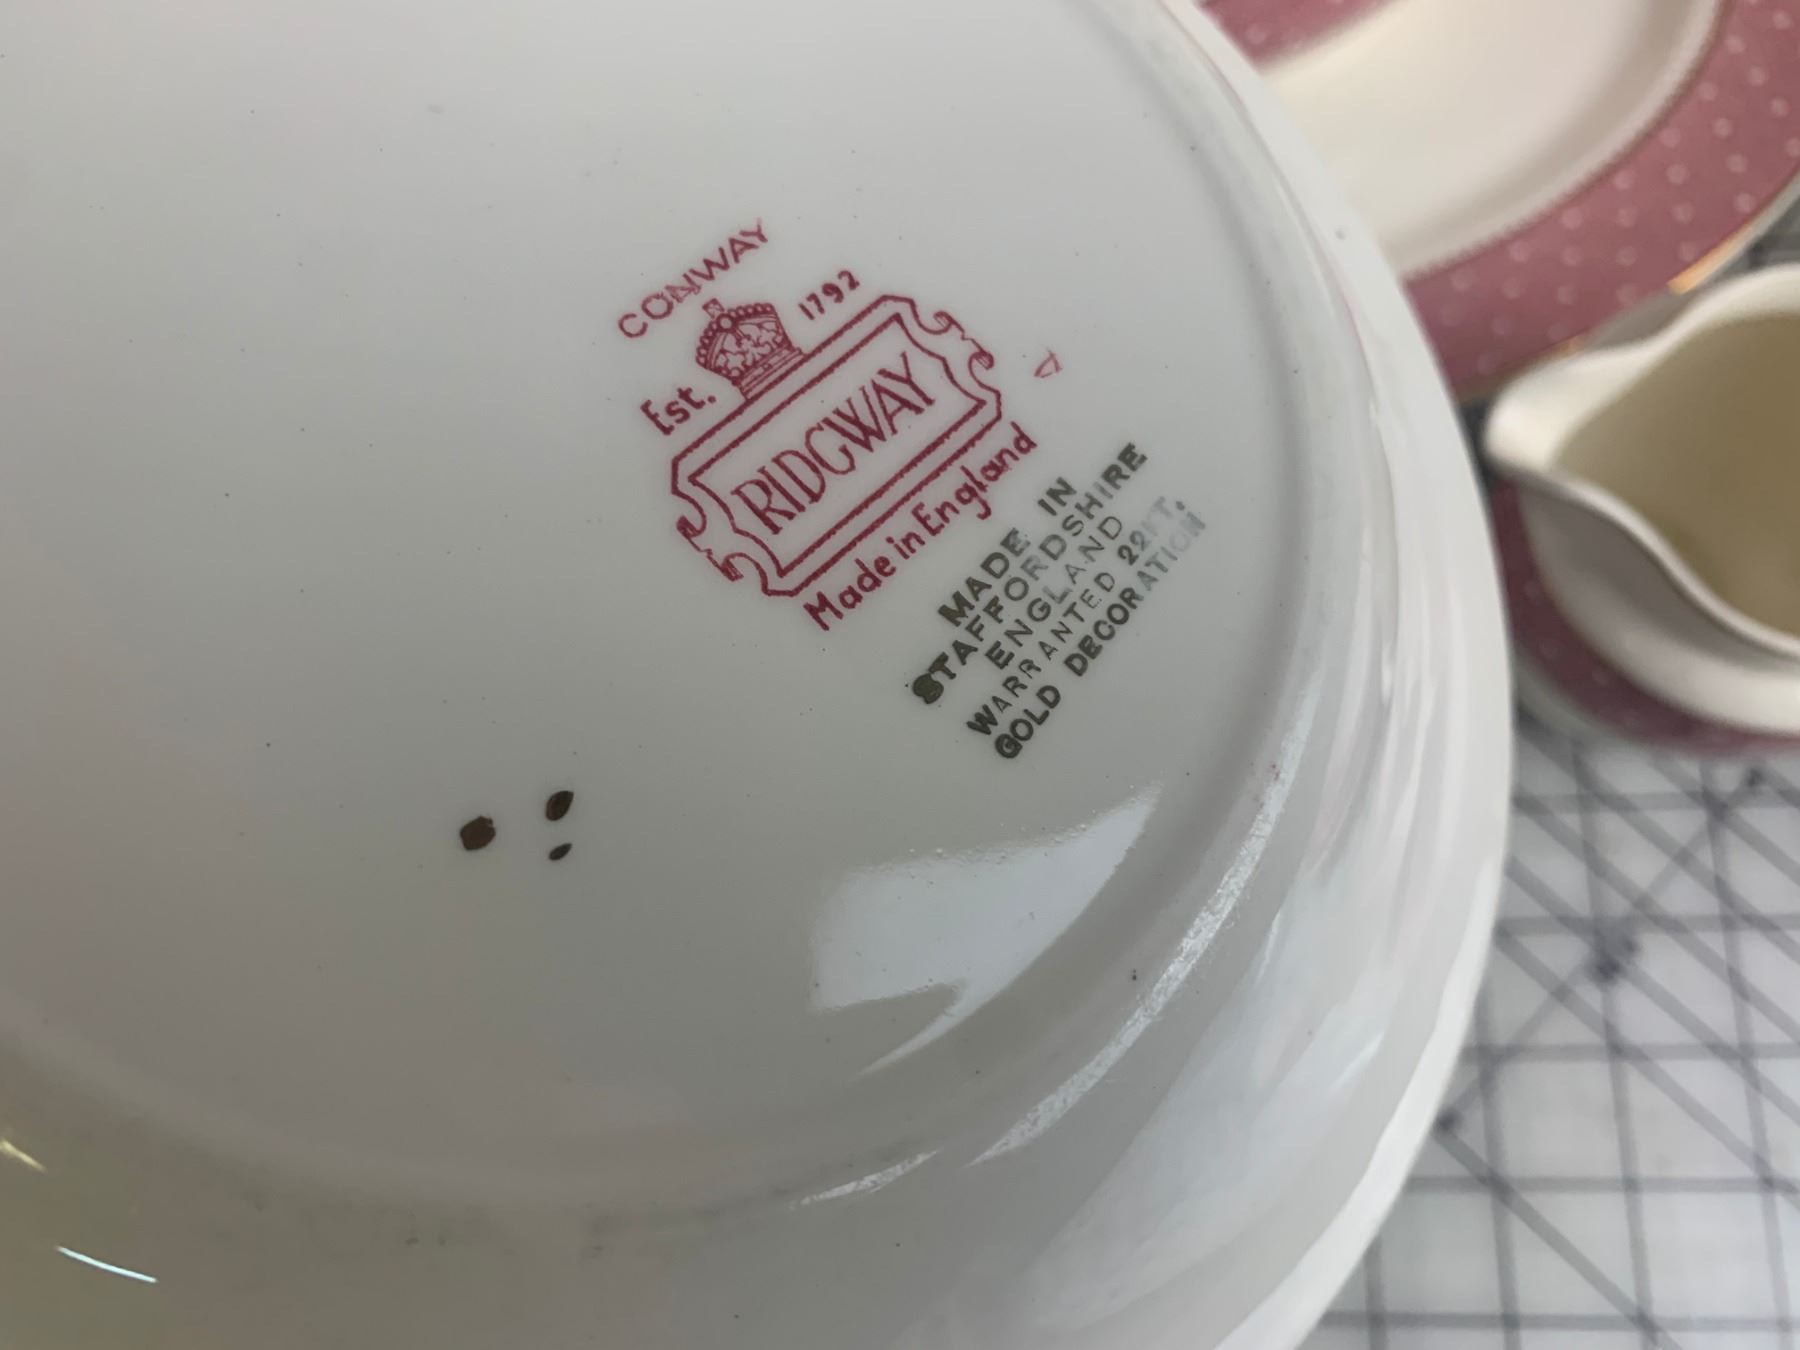 CONWAY
Est. 1792
RIDGWAY
Made in England
D
MADE IN
STAFFORDSHIRE
ENGLAND
WARRANTED 22KT.
GOLD DECORATION